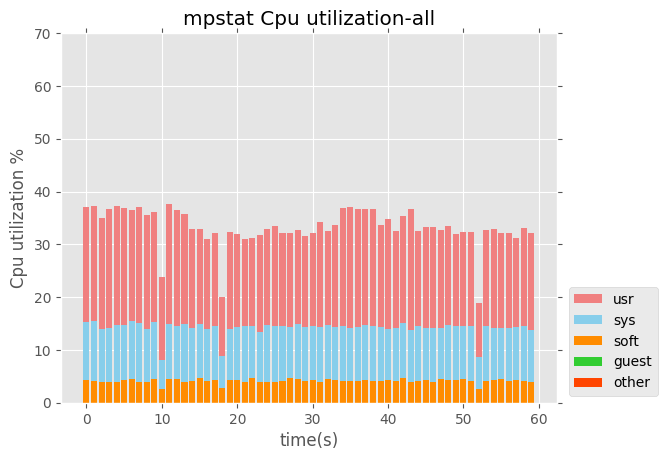 mpstat Cpu utilization-all
Cpu utilization %
70
60
50
40
30
20
10
0
0 10 20 30 40 50 60
time(s)
usr
sys
soft
guest
other